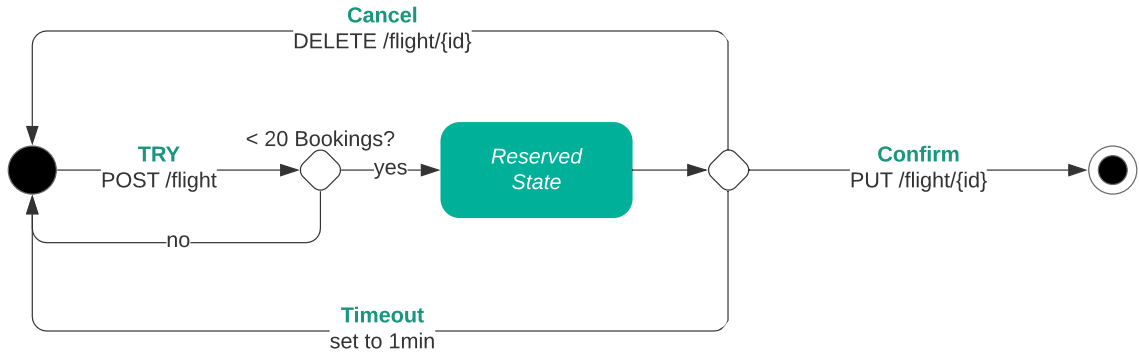 Cancel
DELETE /flight/{id}
< 20 Bookings?
TRY
POST /flight
yes
Reserved
State
Confirm
PUT /flight/{id}
no
Timeout
set to 1min